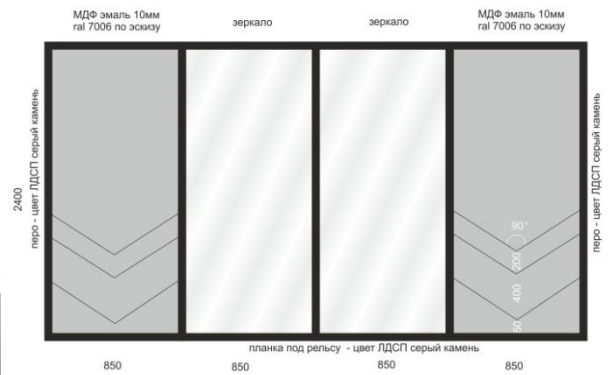 МДФ эмаль 10мм
ral 7006 по эскизу
зеркало
зеркало
МДФ эмаль 10мм
ral 7006 по эскизу
2400
перо - цвет ЛДСП серый камень
перо - цвет ЛДСП серый камень
90°
200
400
50
планка под рельсу - цвет ЛДСП серый камень
850
850
850
850